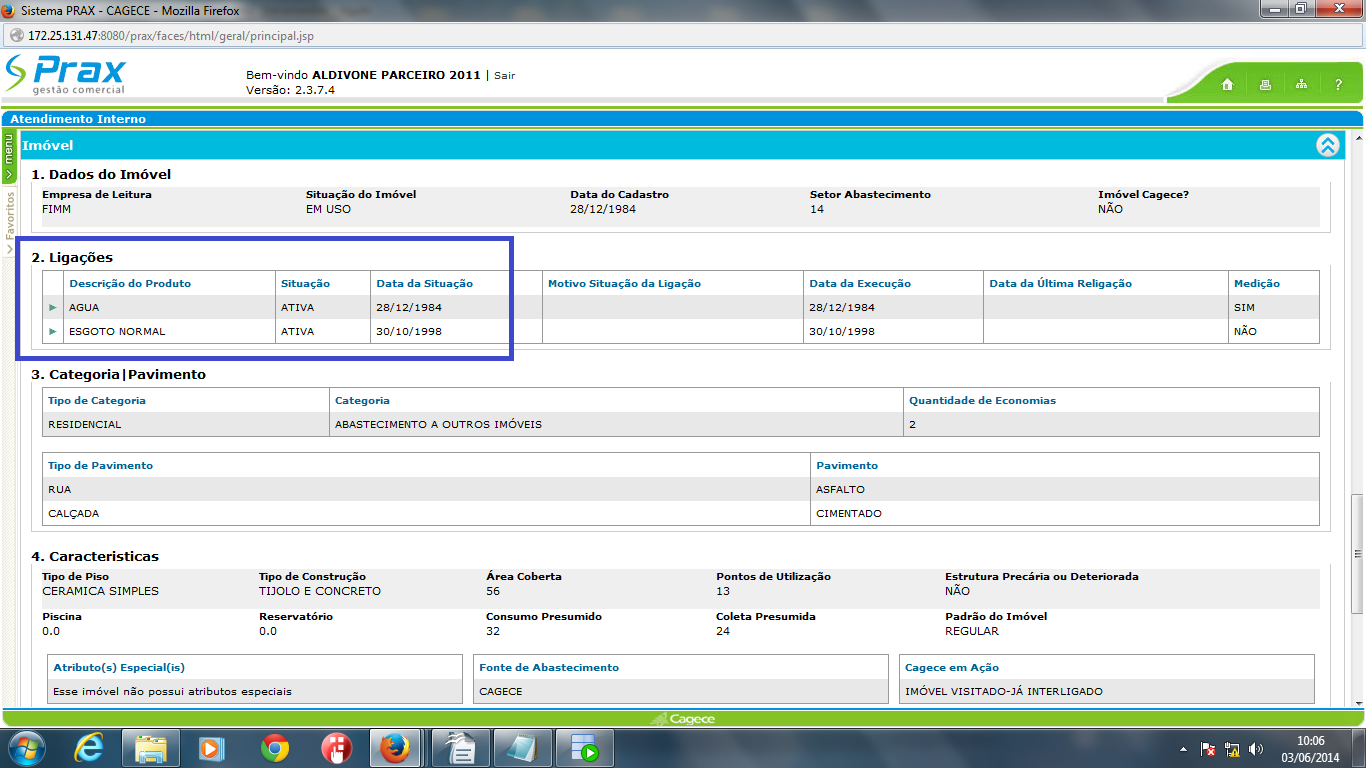 Sistema PRAX - CAGECE - Mozilla Firefox
172.25.131.47:8080/prax/faces/html/geral/principal.jsp
Prax
gestão comercial
Bem-vindo ALDIVONE PARCEIRO 2011 | Sair
Versão: 2.3.7.4
?
Atendimento Interno
menu
Favoritos
Imóvel
1. Dados do Imóvel
Empresa de Leitura Situação do Imóvel Data do Cadastro Setor Abastecimento Imóvel Cagece?
FIMM EM USO 28/12/1984 14 NÃO
2. Ligações
Descrição do Produto Situação Data da Situação Motivo Situação da Ligação Data da Execução Data da Última Religação Medição
AGUA ATIVA 28/12/1984 28/12/1984 SIM
ESGOTO NORMAL ATIVA 30/10/1998 30/10/1998 NÃO
3. Categoria|Pavimento
Tipo de Categoria Categoria Quantidade de Economias
RESIDENCIAL ABASTECIMENTO A OUTROS IMÓVEIS 2
Tipo de Pavimento Pavimento
RUA ASFALTO
CALÇADA CIMENTADO
4. Caracteristicas
Tipo de Piso Tipo de Construção Área Coberta Pontos de Utilização Estrutura Precária ou Deteriorada
CERAMICA SIMPLES TIJOLO E CONCRETO 56 13 NÃO
Piscina Reservatório Consumo Presumido Coleta Presumida Padrão do Imóvel
0.0 0.0 32 24 REGULAR
Atributo(s) Especial(is) Fonte de Abastecimento Cagece em Ação
Esse imóvel não possui atributos especiais CAGECE IMÓVEL VISITADO-JÁ INTERLIGADO
Cagece
10:06
03/06/2014